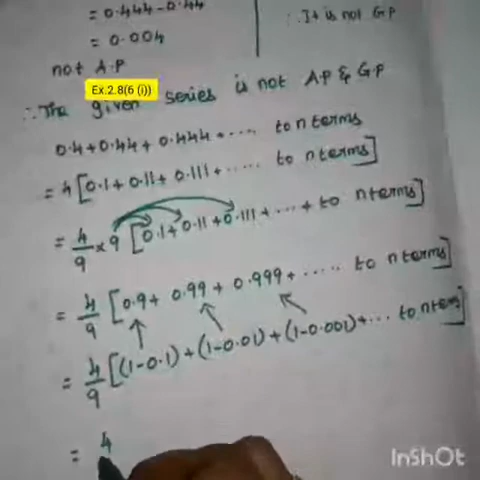 = 0.444-0.44
= 0.004
∴ It is not G.P
not A.P
Ex.2.8(6 (i))
∴ The given series is not A.P & G.P
0.4+0.44+0.444+.... to n terms
= 4[0.1+0.11+0.111+..... to n terms]
= 4/9 × 9 [0.1+0.11+0.111+...+ to n terms]
= 4/9 [0.9+0.99+0.999+..... to n terms]
= 4/9 [(1-0.1)+(1-0.01)+(1-0.001)+... to n terms]
= 4
InShOt